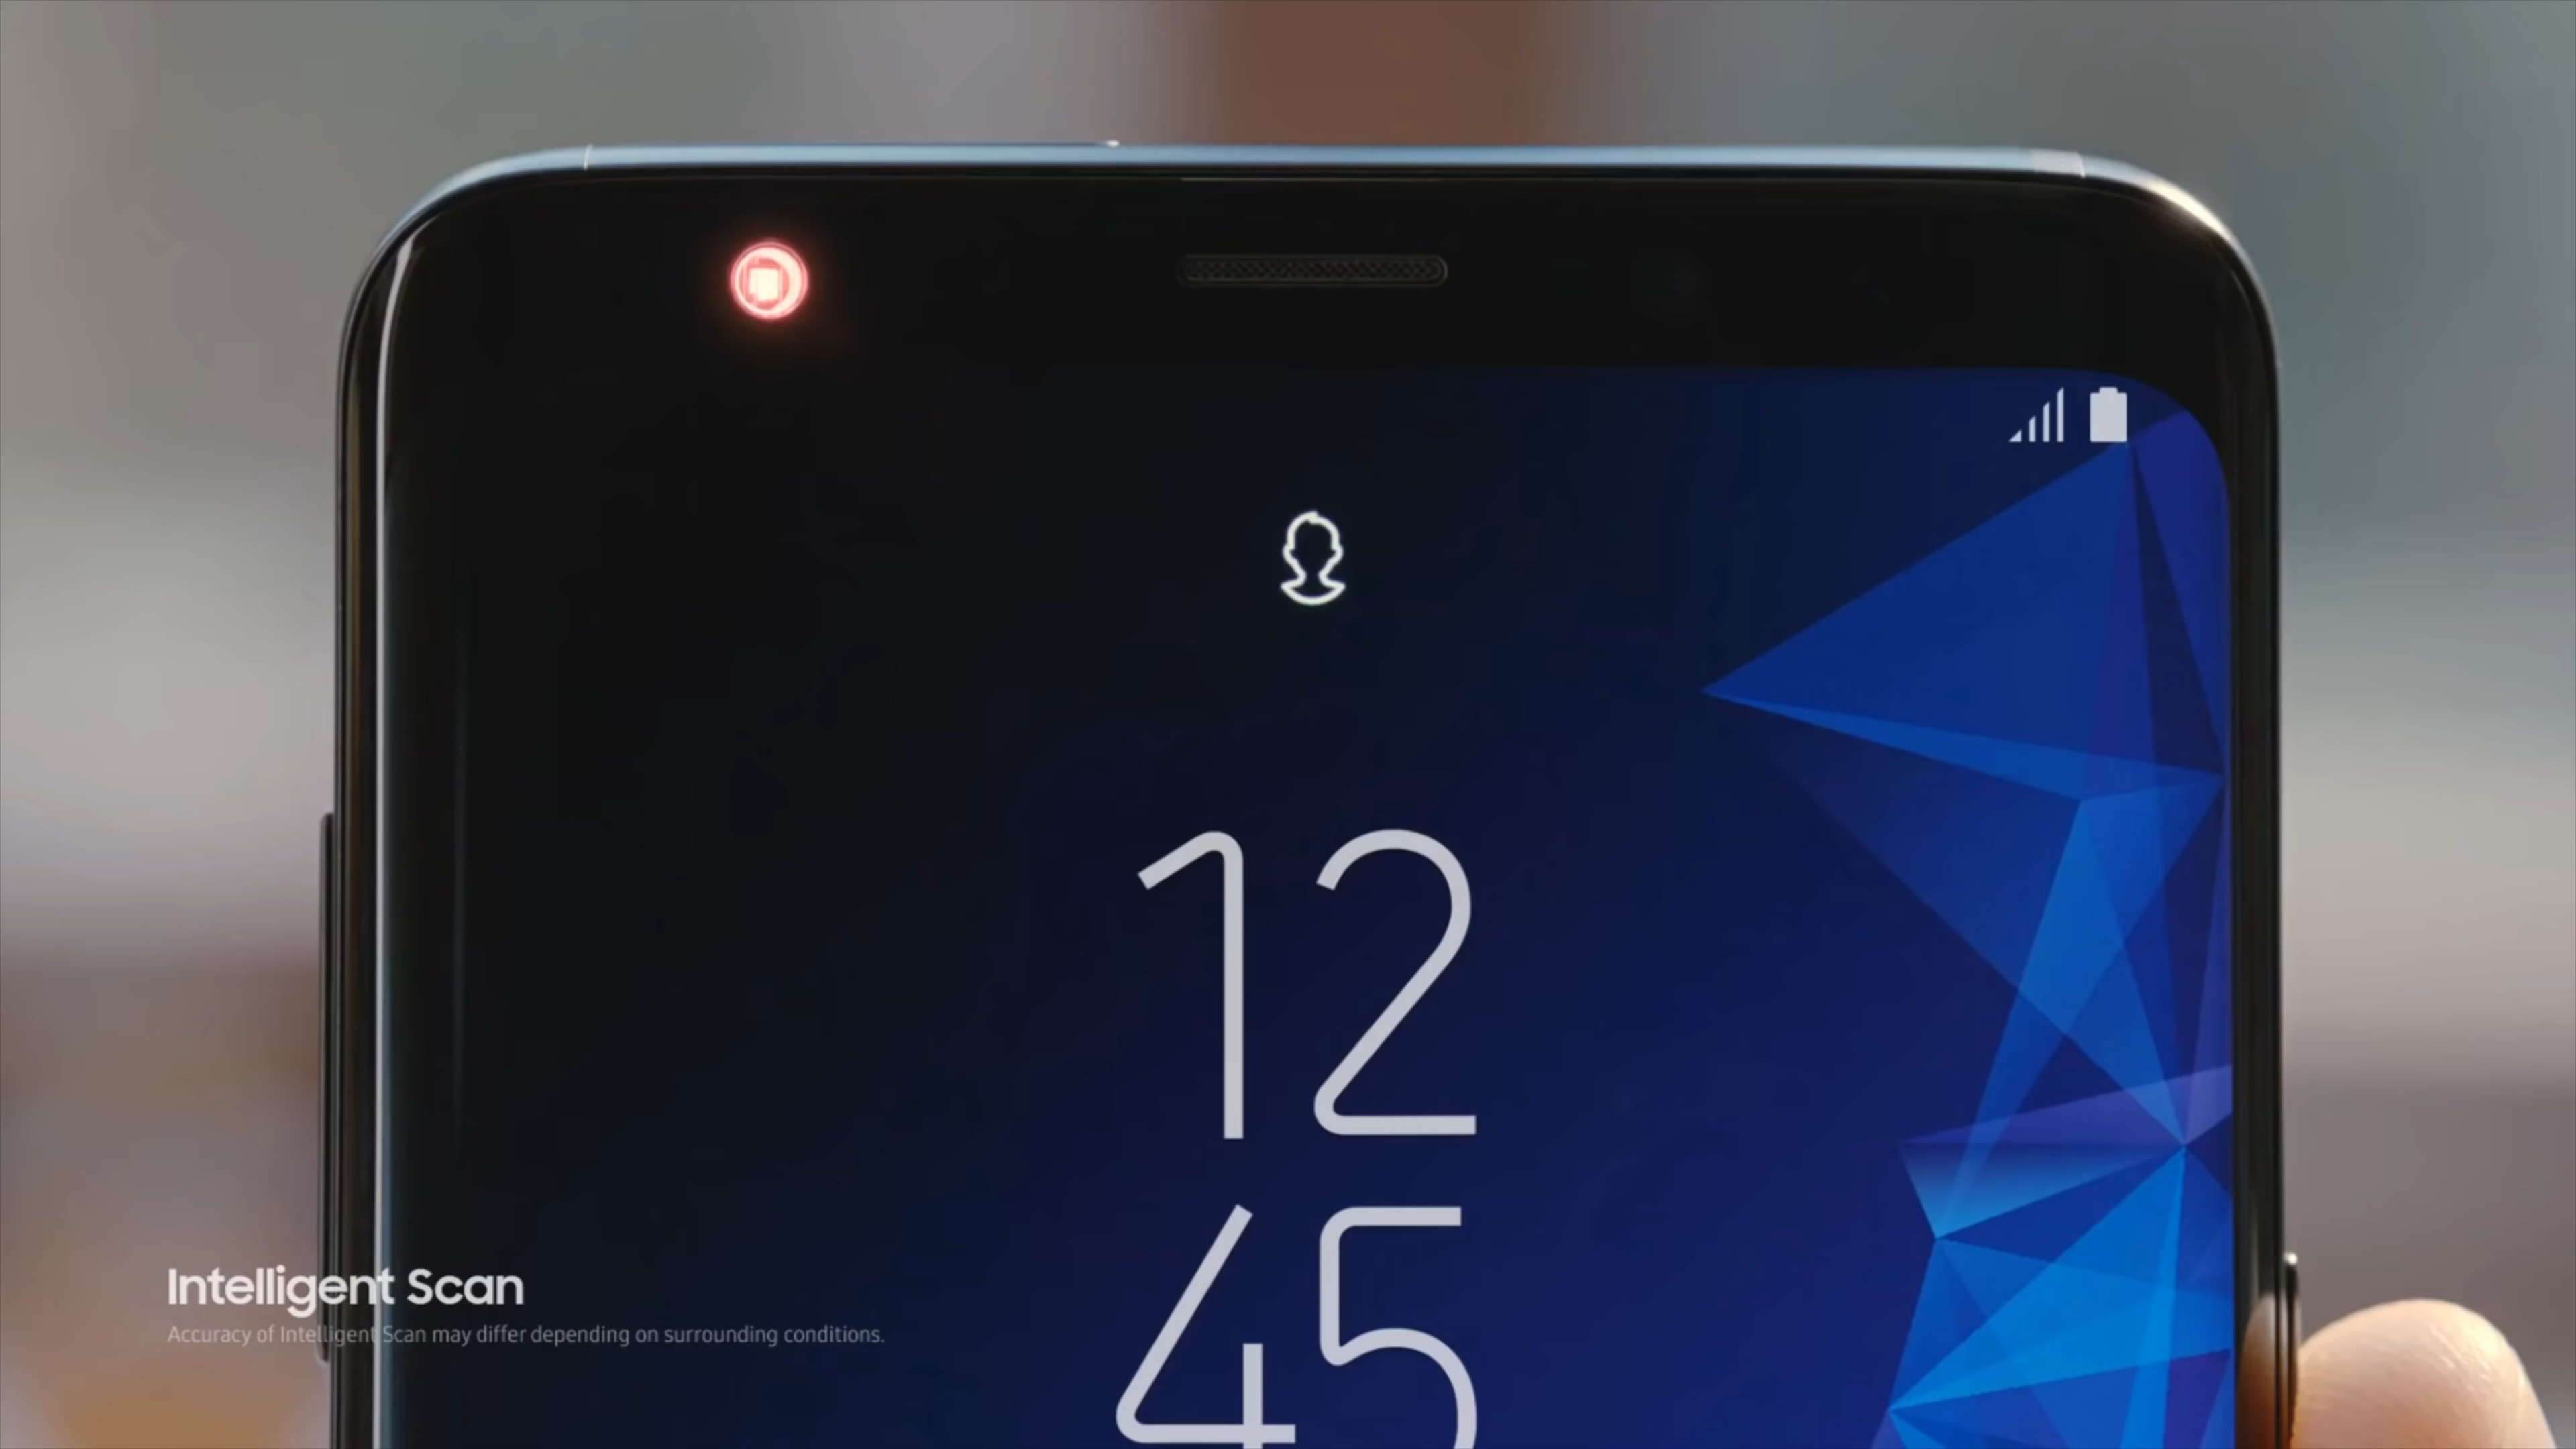 12
45
Intelligent Scan
Accuracy of Intelligent Scan may differ depending on surrounding conditions.